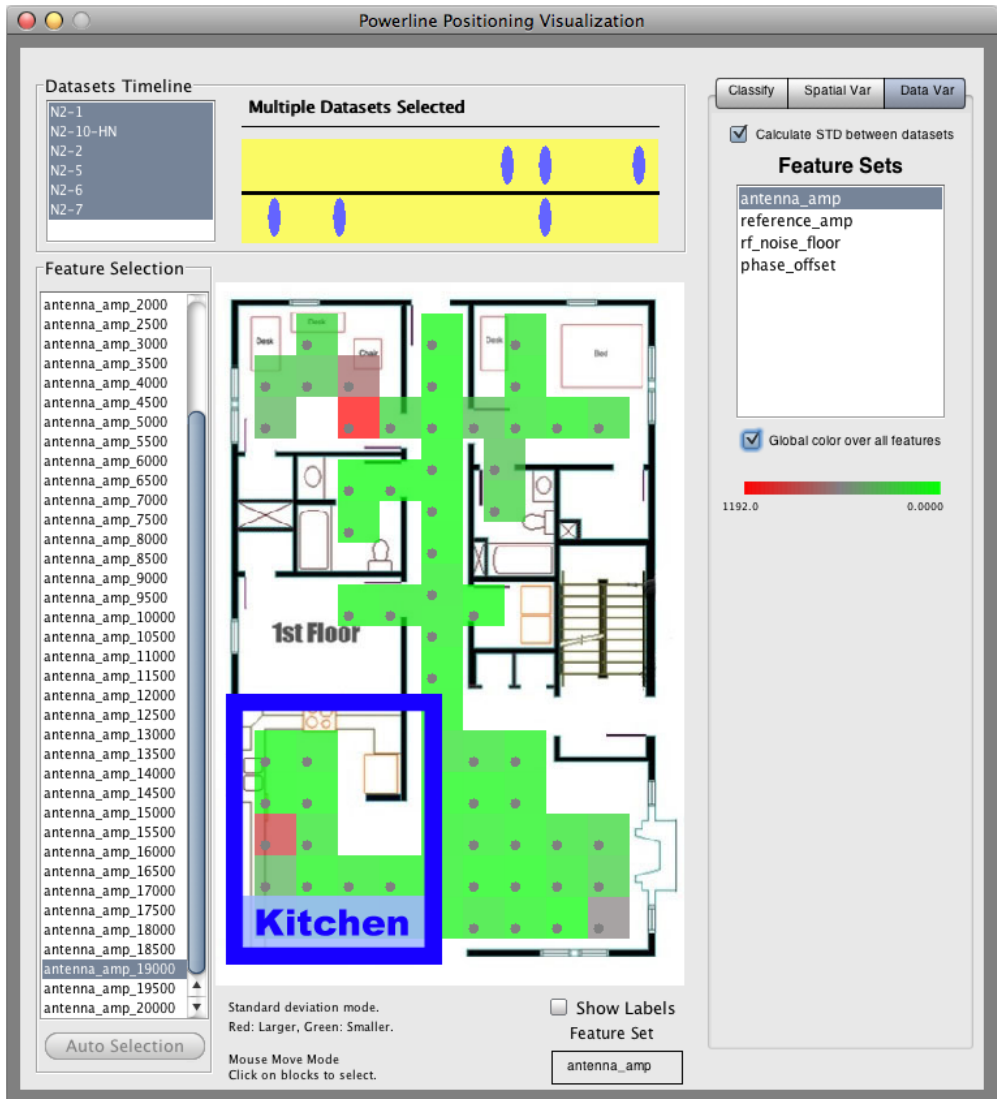 Powerline Positioning Visualization
Datasets Timeline
N2-1
N2-10-HN
N2-2
N2-5
N2-6
N2-7
Multiple Datasets Selected
Classify
Spatial Var
Data Var
Calculate STD between datasets
Feature Sets
antenna_amp
reference_amp
rf_noise_floor
phase_offset
Global color over all features
1192.0
0.0000
Feature Selection
antenna_amp_2000
antenna_amp_2500
antenna_amp_3000
antenna_amp_3500
antenna_amp_4000
antenna_amp_4500
antenna_amp_5000
antenna_amp_5500
antenna_amp_6000
antenna_amp_6500
antenna_amp_7000
antenna_amp_7500
antenna_amp_8000
antenna_amp_8500
antenna_amp_9000
antenna_amp_9500
antenna_amp_10000
antenna_amp_10500
antenna_amp_11000
antenna_amp_11500
antenna_amp_12000
antenna_amp_12500
antenna_amp_13000
antenna_amp_13500
antenna_amp_14000
antenna_amp_14500
antenna_amp_15000
antenna_amp_15500
antenna_amp_16000
antenna_amp_16500
antenna_amp_17000
antenna_amp_17500
antenna_amp_18000
antenna_amp_18500
antenna_amp_19000
antenna_amp_19500
antenna_amp_20000
Auto Selection
Desk
Desk
Chair
Desk
Bed
1st Floor
Kitchen
Standard deviation mode.
Red: Larger, Green: Smaller.
Mouse Move Mode
Click on blocks to select.
Show Labels
Feature Set
antenna_amp